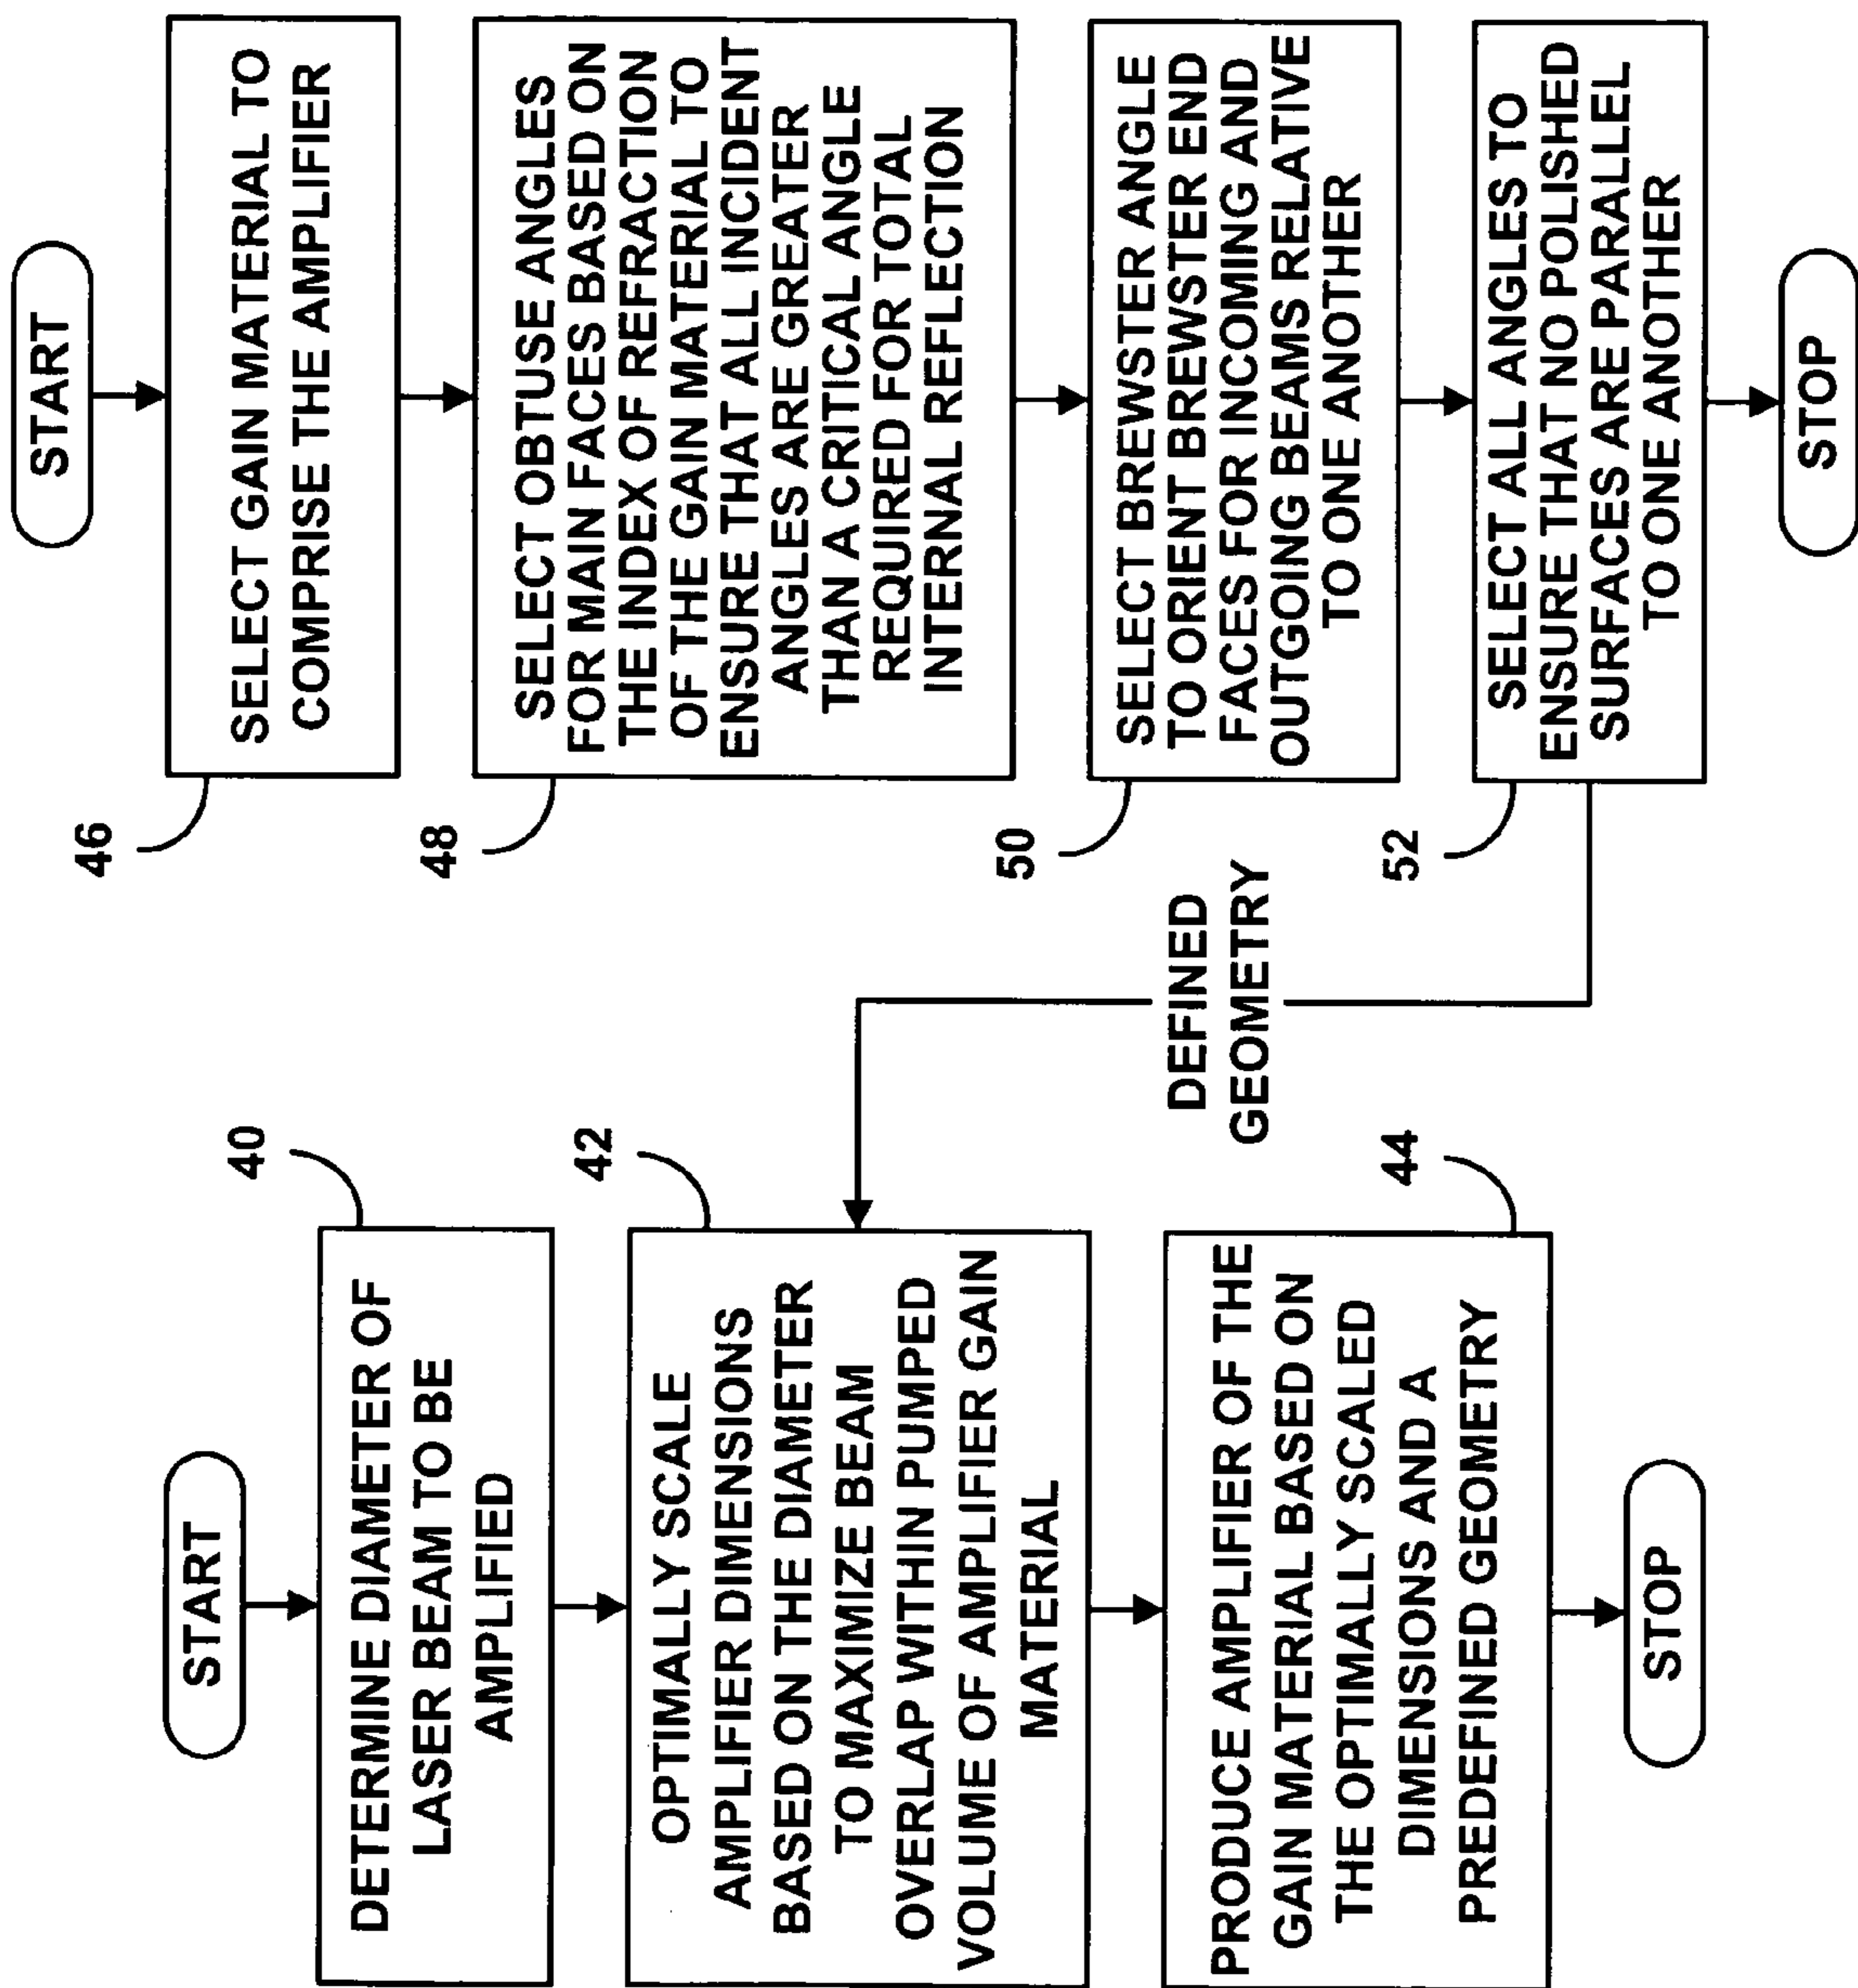 START
40
DETERMINE DIAMETER OF
LASER BEAM TO BE
AMPLIFIED
42
OPTIMALLY SCALE
AMPLIFIER DIMENSIONS
BASED ON THE DIAMETER
TO MAXIMIZE BEAM
OVERLAP WITHIN PUMPED
VOLUME OF AMPLIFIER GAIN
MATERIAL
44
PRODUCE AMPLIFER OF THE
GAIN MATERIAL BASED ON
THE OPTIMALLY SCALED
DIMENSIONS AND A
PREDEFINED GEOMETRY
STOP
DEFINED
GEOMETRY
START
46
SELECT GAIN MATERIAL TO
COMPRISE THE AMPLIFIER
48
SELECT OBTUSE ANGLES
FOR MAIN FACES BASED ON
THE INDEX OF REFRACTION
OF THE GAIN MATERIAL TO
ENSURE THAT ALL INCIDENT
ANGLES ARE GREATER
THAN A CRITICAL ANGLE
REQUIRED FOR TOTAL
INTERNAL REFLECTION
50
SELECT BREWSTER ANGLE
TO ORIENT BREWSTER END
FACES FOR INCOMING AND
OUTGOING BEAMS RELATIVE
TO ONE ANOTHER
52
SELECT ALL ANGLES TO
ENSURE THAT NO POLISHED
SURFACES ARE PARALLEL
TO ONE ANOTHER
STOP